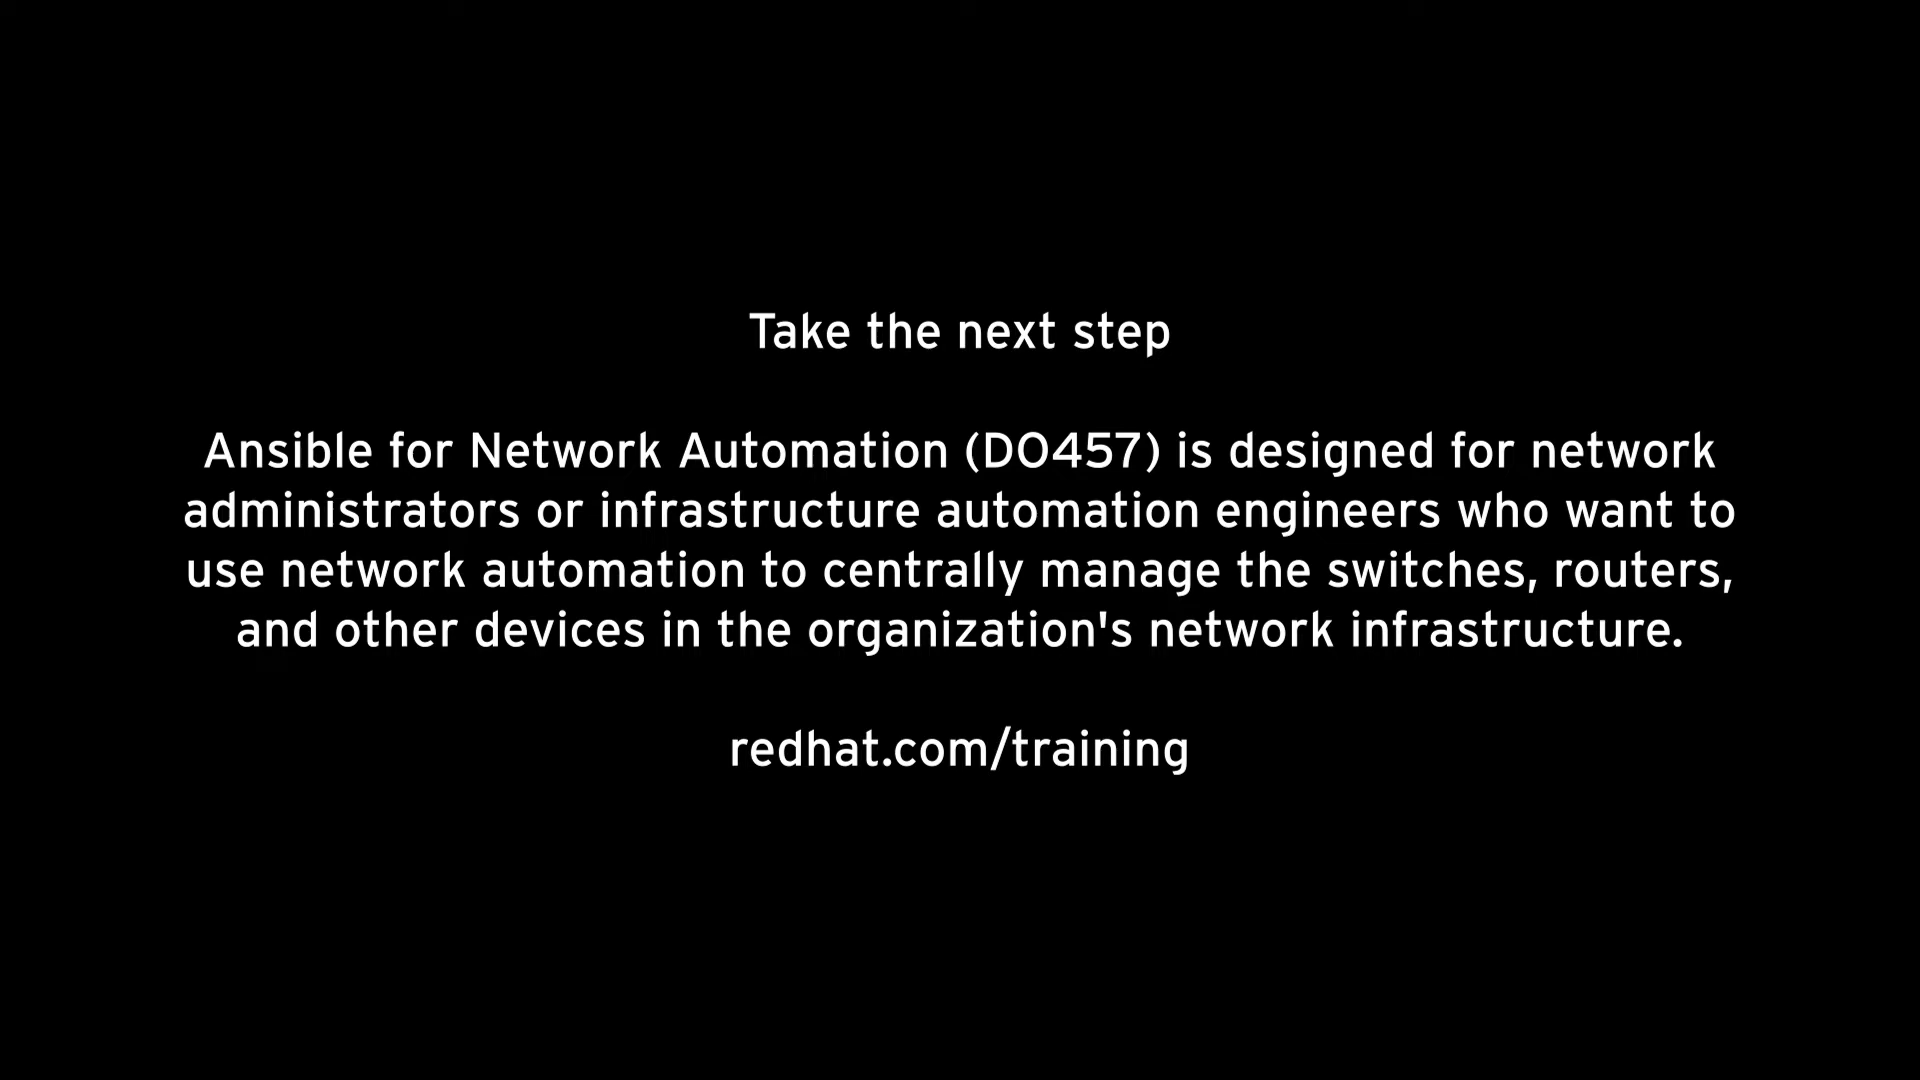 Take the next step
Ansible for Network Automation (DO457) is designed for network
administrators or infrastructure automation engineers who want to
use network automation to centrally manage the switches, routers,
and other devices in the organization's network infrastructure.
redhat.com/training